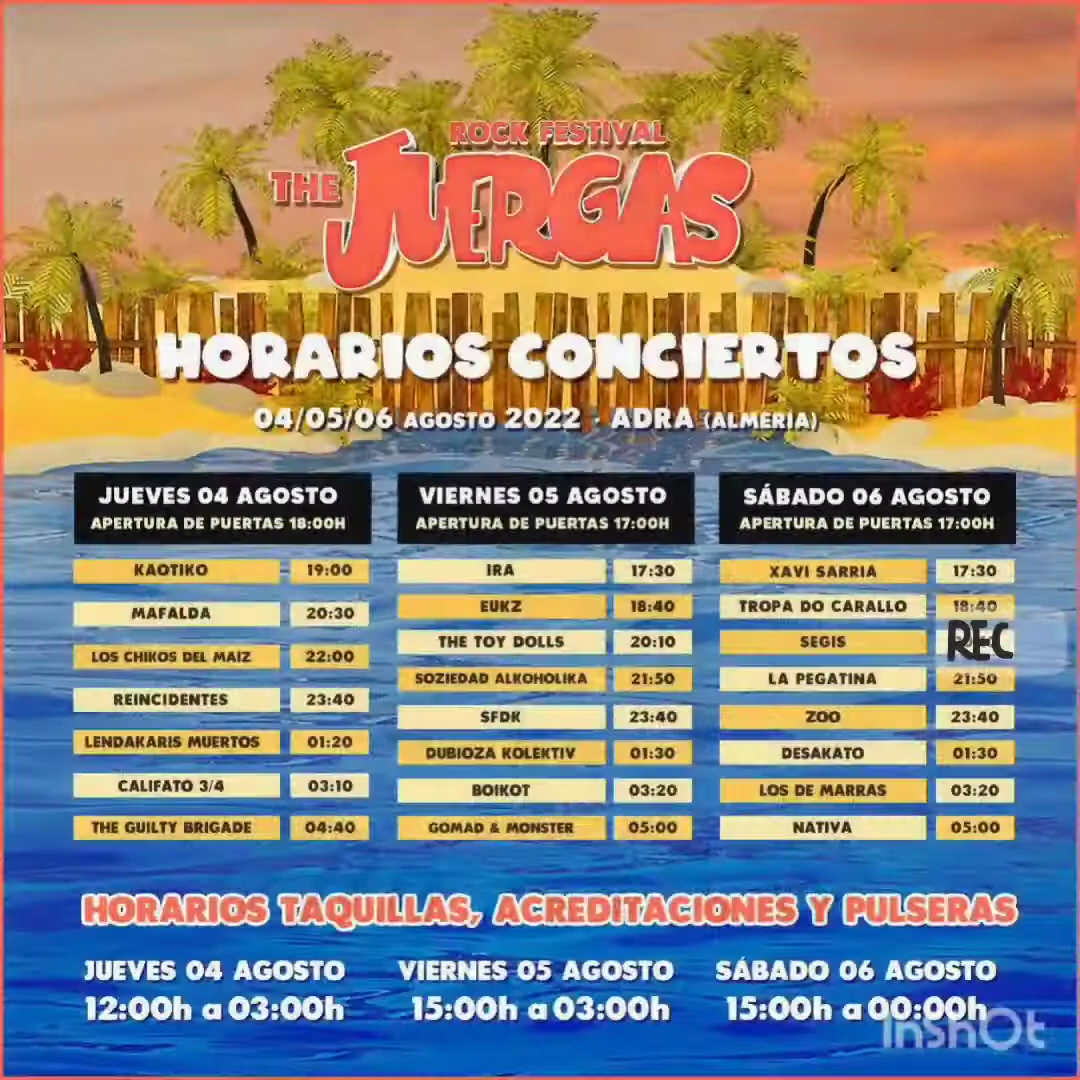 ROCK FESTIVAL
THE JUERGAS
HORARIOS CONCIERTOS
04/05/06 AGOSTO 2022 · ADRA (ALMERÍA)
JUEVES 04 AGOSTO
APERTURA DE PUERTAS 18:00H
KAOTIKO 19:00
MAFALDA 20:30
LOS CHIKOS DEL MAIZ 22:00
REINCIDENTES 23:40
LENDAKARIS MUERTOS 01:20
CALIFATO 3/4 03:10
THE GUILTY BRIGADE 04:40
VIERNES 05 AGOSTO
APERTURA DE PUERTAS 17:00H
IRA 17:30
EUKZ 18:40
THE TOY DOLLS 20:10
SOZIEDAD ALKOHOLIKA 21:50
SFDK 23:40
DUBIOZA KOLEKTIV 01:30
BOIKOT 03:20
GOMAD & MONSTER 05:00
SÁBADO 06 AGOSTO
APERTURA DE PUERTAS 17:00H
XAVI SARRIA 17:30
TROPA DO CARALLO 18:40
SEGIS REC
LA PEGATINA 21:50
ZOO 23:40
DESAKATO 01:30
LOS DE MARRAS 03:20
NATIVA 05:00
HORARIOS TAQUILLAS, ACREDITACIONES Y PULSERAS
JUEVES 04 AGOSTO
12:00h a 03:00h
VIERNES 05 AGOSTO
15:00h a 03:00h
SÁBADO 06 AGOSTO
15:00h a 00:00h
InShOt